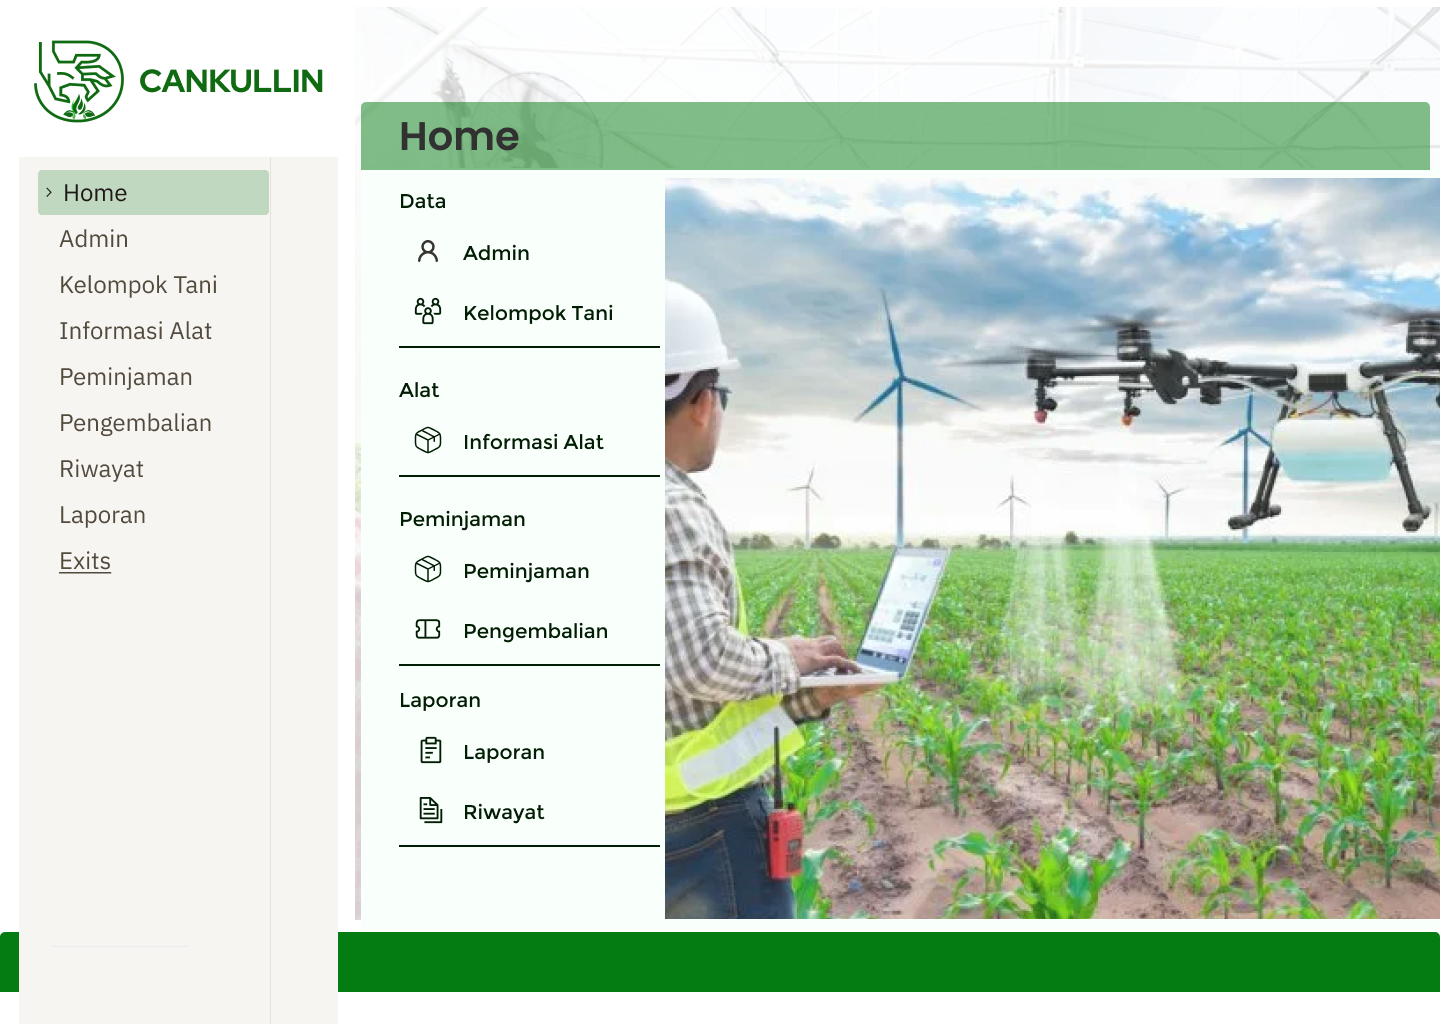 CANKULLIN
Home
Admin
Kelompok Tani
Informasi Alat
Peminjaman
Pengembalian
Riwayat
Laporan
Exits
Home
Data
Admin
Kelompok Tani
Alat
Informasi Alat
Peminjaman
Peminjaman
Pengembalian
Laporan
Laporan
Riwayat